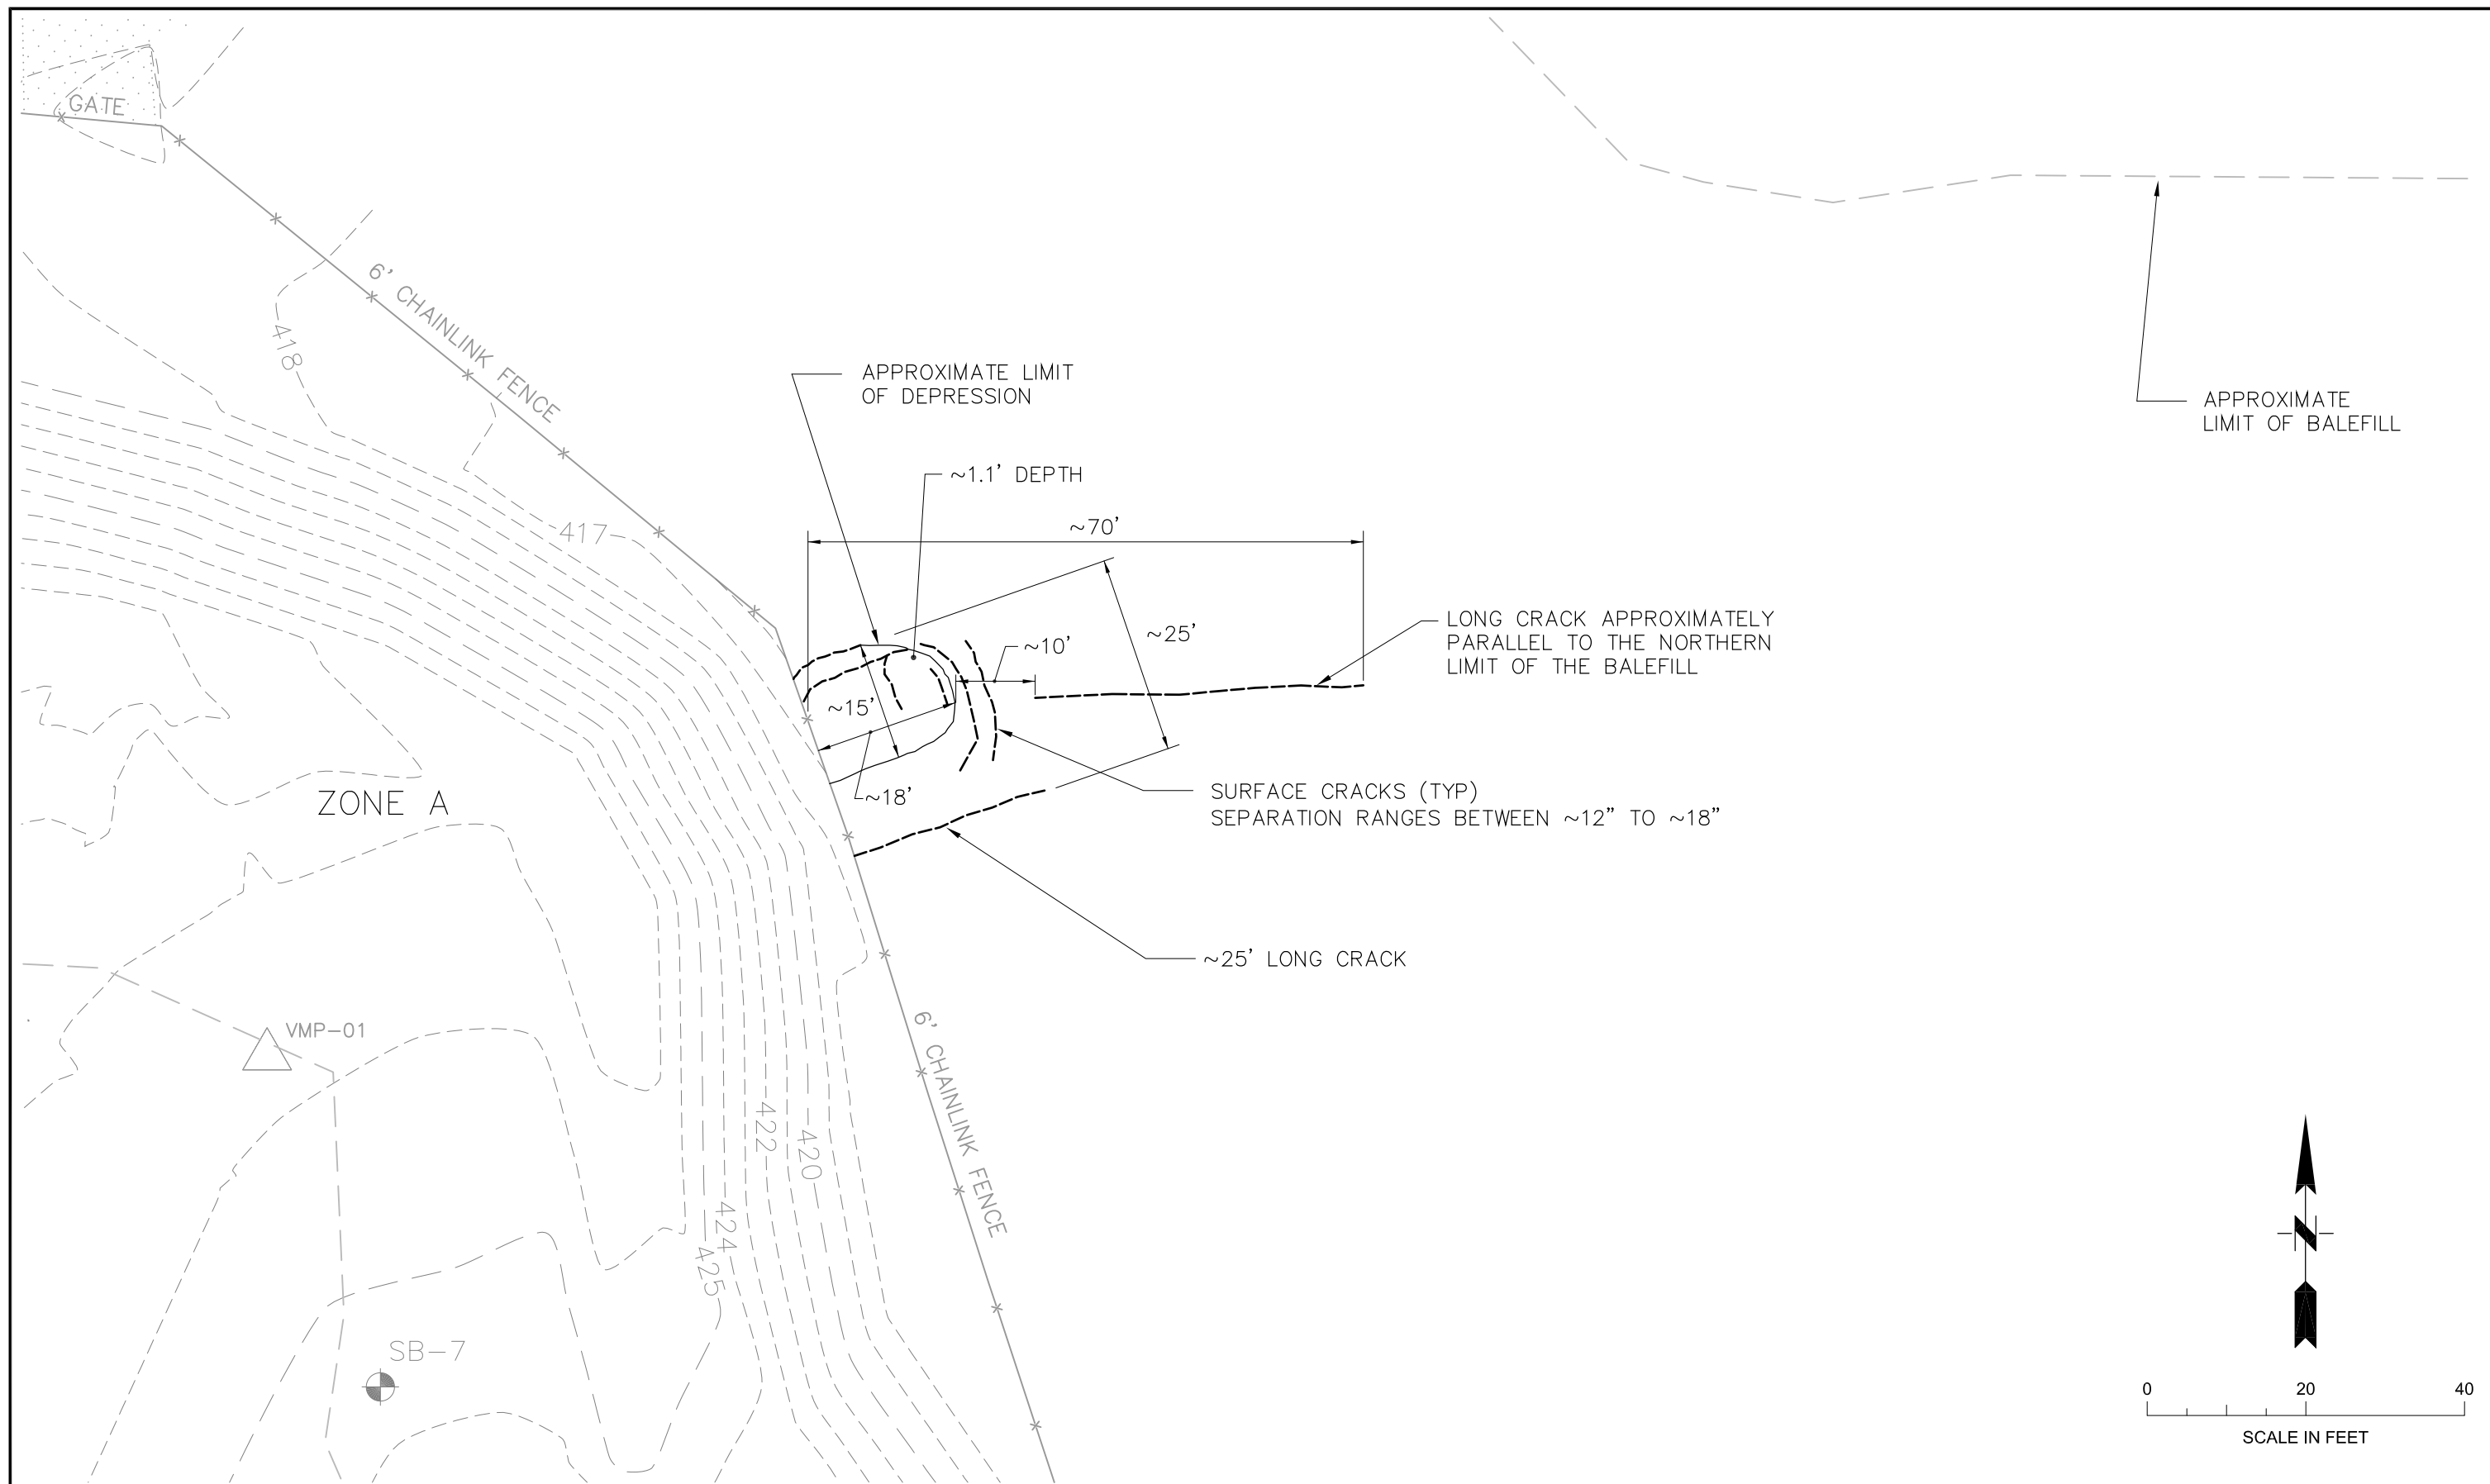 GATE
6' CHAINLINK FENCE
418
APPROXIMATE LIMIT
OF DEPRESSION
APPROXIMATE
LIMIT OF BALEFILL
~1.1' DEPTH
417
~70'
~25'
~10'
LONG CRACK APPROXIMATELY
PARALLEL TO THE NORTHERN
LIMIT OF THE BALEFILL
~15'
~18'
SURFACE CRACKS (TYP)
SEPARATION RANGES BETWEEN ~12" TO ~18"
ZONE A
~25' LONG CRACK
VMP-01
6' CHAINLINK FENCE
422
420
424
425
SB-7
N
0 20 40
SCALE IN FEET